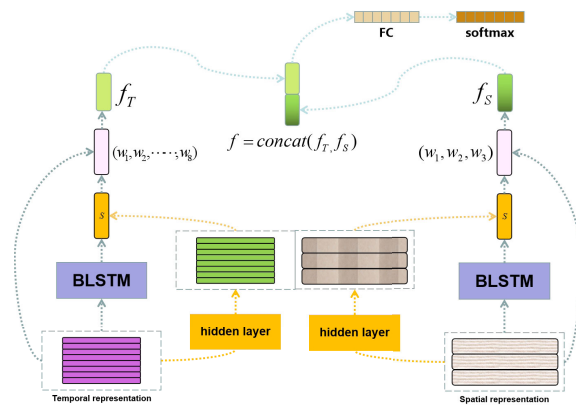 FC
softmax
f_T
f_S
(w_1, w_2, ·····, w_8)
f = concat(f_T, f_S)
(w_1, w_2, w_3)
s
s
BLSTM
BLSTM
hidden layer
hidden layer
Temporal representation
Spatial representation